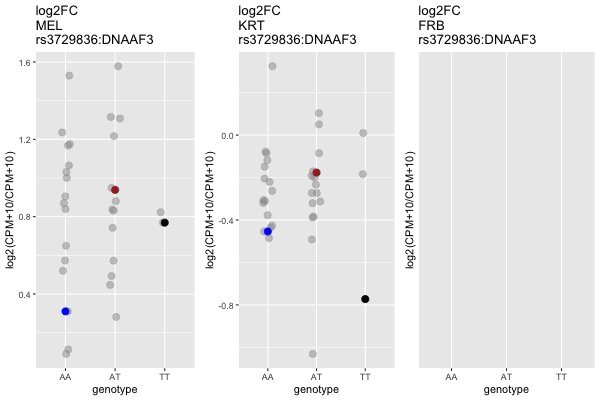 log2FC
MEL
rs3729836:DNAAF3
log2(CPM+10/CPM+10)
1.6
1.2
0.8
0.4
AA
AT
TT
genotype
log2FC
KRT
rs3729836:DNAAF3
log2(CPM+10/CPM+10)
0.0
-0.4
-0.8
AA
AT
TT
genotype
log2FC
FRB
rs3729836:DNAAF3
log2(CPM+10/CPM+10)
AA
AT
TT
genotype